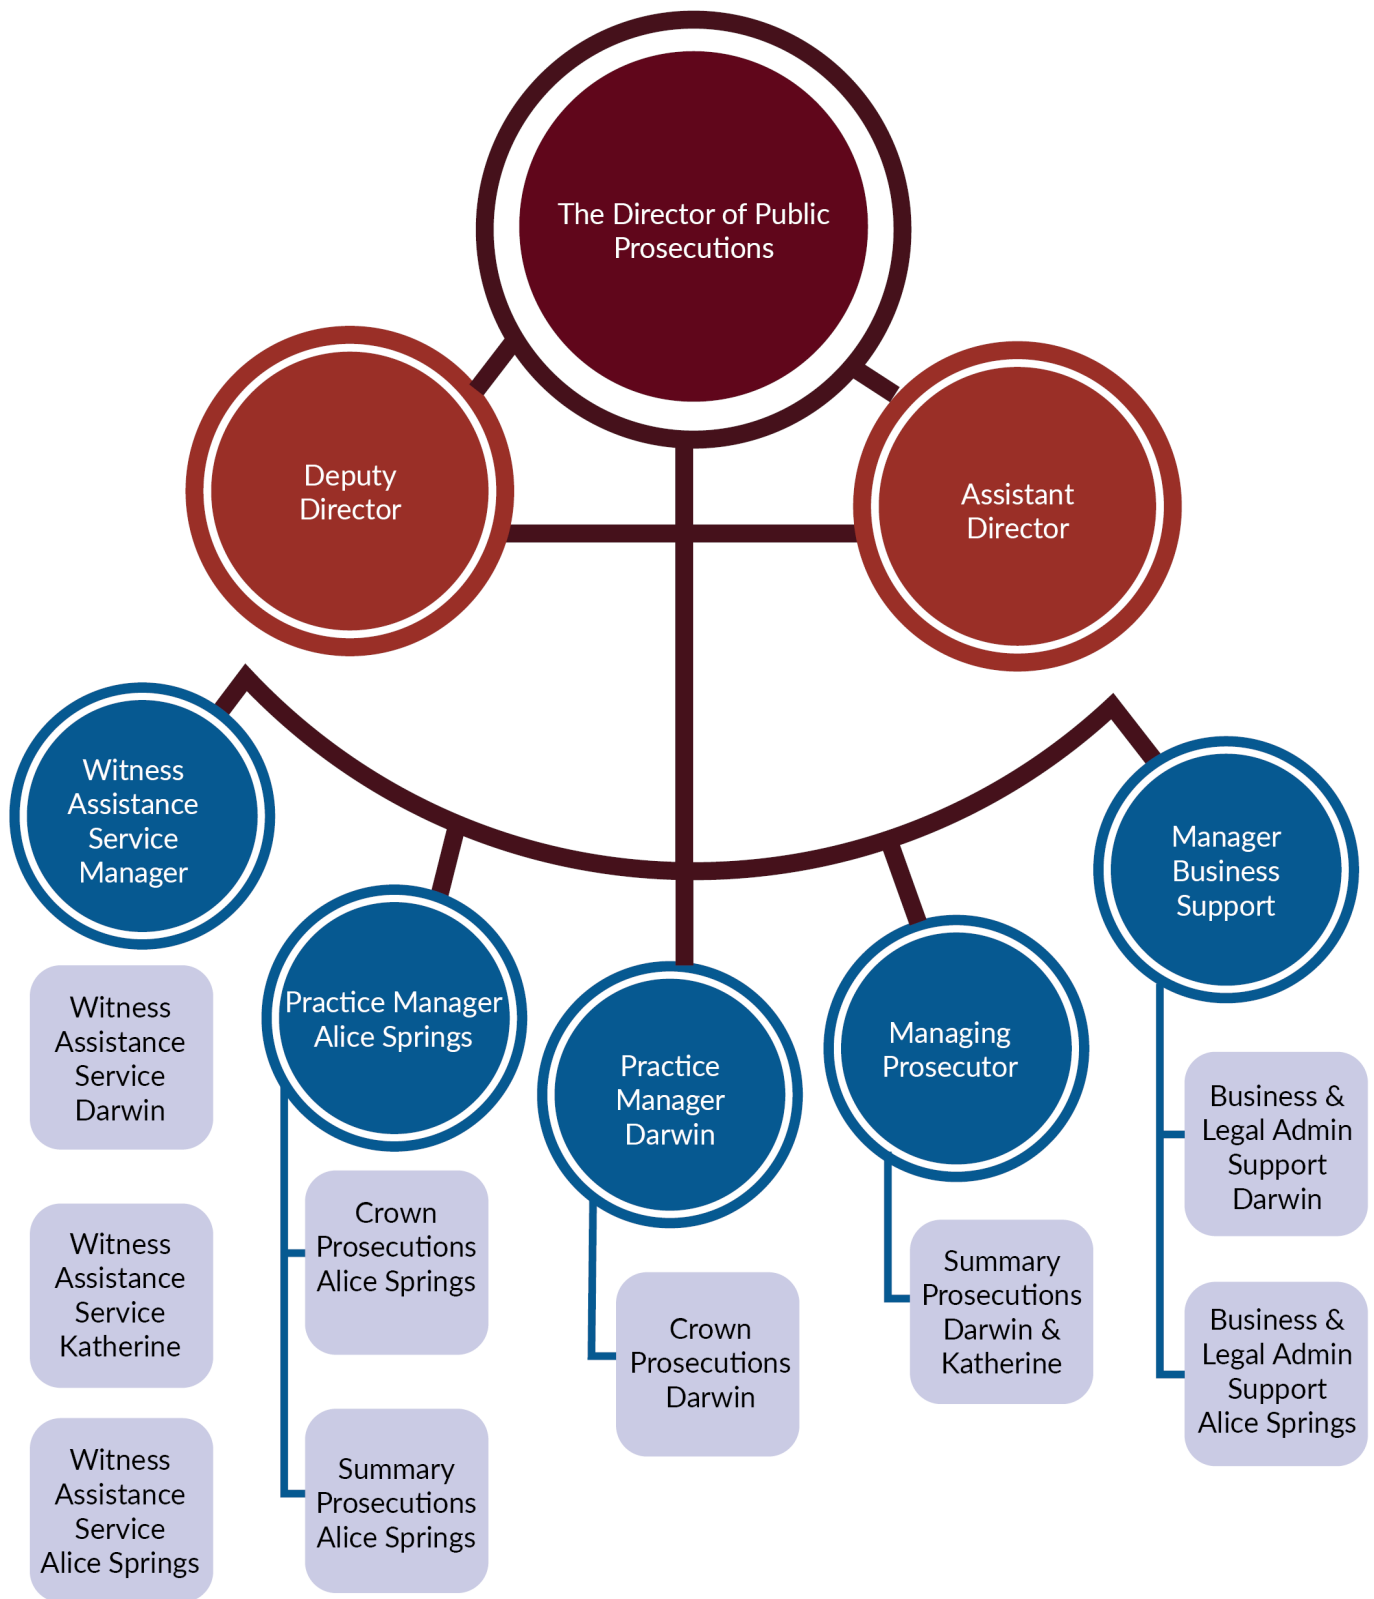 The Director of Public
Prosecutions
Deputy
Director
Assistant
Director
Witness
Assistance
Service
Manager
Practice Manager
Alice Springs
Practice
Manager
Darwin
Managing
Prosecutor
Manager
Business
Support
Witness
Assistance
Service
Darwin
Witness
Assistance
Service
Katherine
Witness
Assistance
Service
Alice Springs
Crown
Prosecutions
Alice Springs
Summary
Prosecutions
Alice Springs
Crown
Prosecutions
Darwin
Summary
Prosecutions
Darwin &
Katherine
Business &
Legal Admin
Support
Darwin
Business &
Legal Admin
Support
Alice Springs